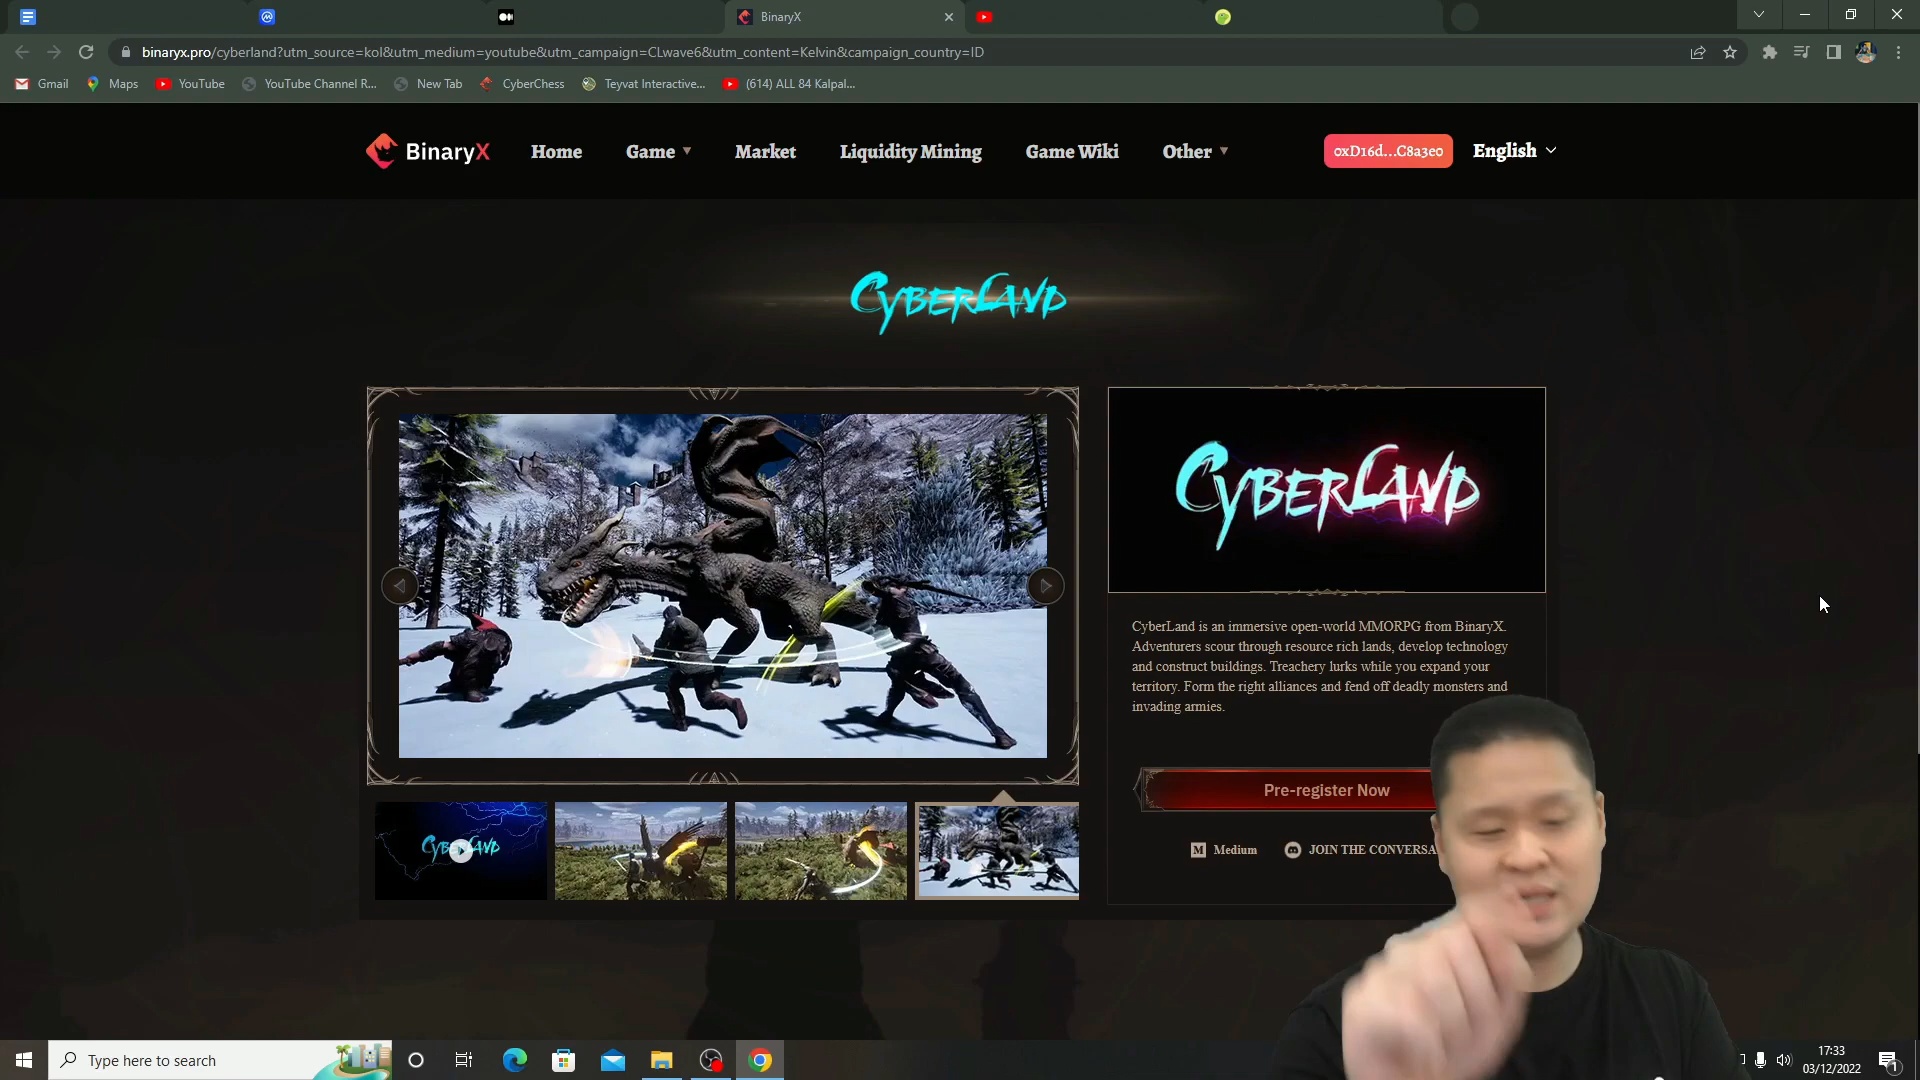 BinaryX
binaryx.pro/cyberland?utm_source=kol&utm_medium=youtube&utm_campaign=CLwave6&utm_content=Kelvin&campaign_country=ID
Gmail
Maps
YouTube
YouTube Channel R...
New Tab
CyberChess
Teyvat Interactive...
(614) ALL 84 Kalpal...
BinaryX
Home
Game
Market
Liquidity Mining
Game Wiki
Other
0xD16d...C8a3e0
English
CYBERLAND
CYBERLAND
CyberLand is an immersive open-world MMORPG from BinaryX.
Adventurers scour through resource rich lands, develop technology
and construct buildings. Treachery lurks while you expand your
territory. Form the right alliances and fend off deadly monsters and
invading armies.
Pre-register Now
CYBERLAND
M Medium
JOIN THE CONVERSA
Type here to search
17:33
03/12/2022
1